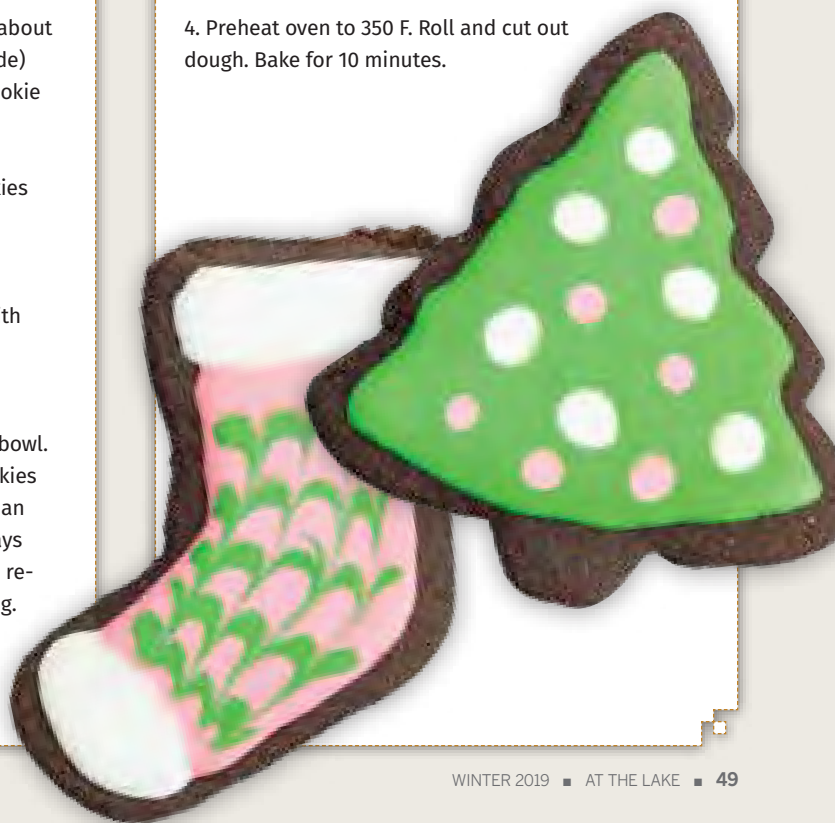 about
de)
okie
ies
th
bowl.
kies
an
ays
re-
g.
4. Preheat oven to 350 F. Roll and cut out
dough. Bake for 10 minutes.
WINTER 2019 ■ AT THE LAKE ■ 49